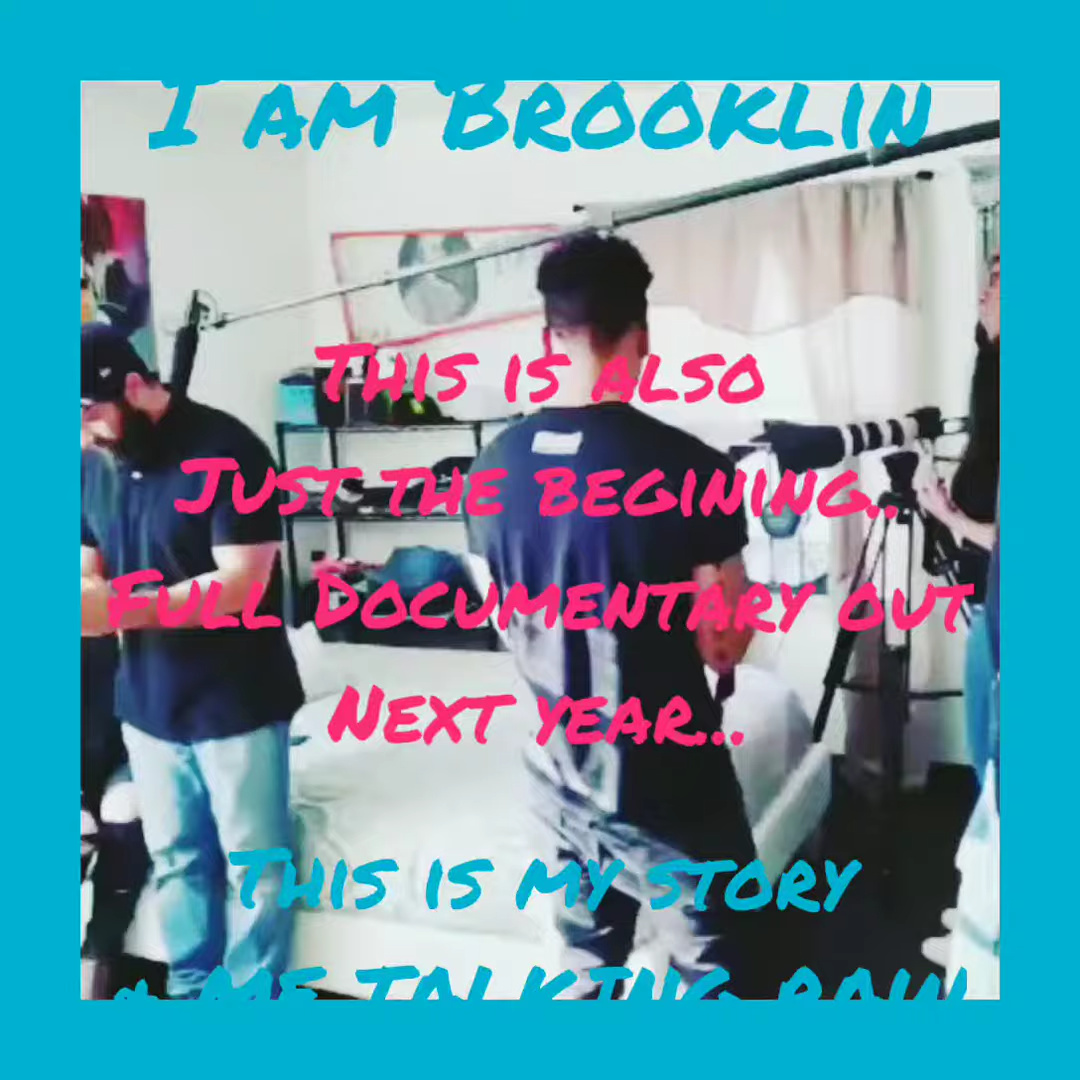 I am Brooklin
This is also
Just the begining..
Full Documentary out
Next year...
This is my story